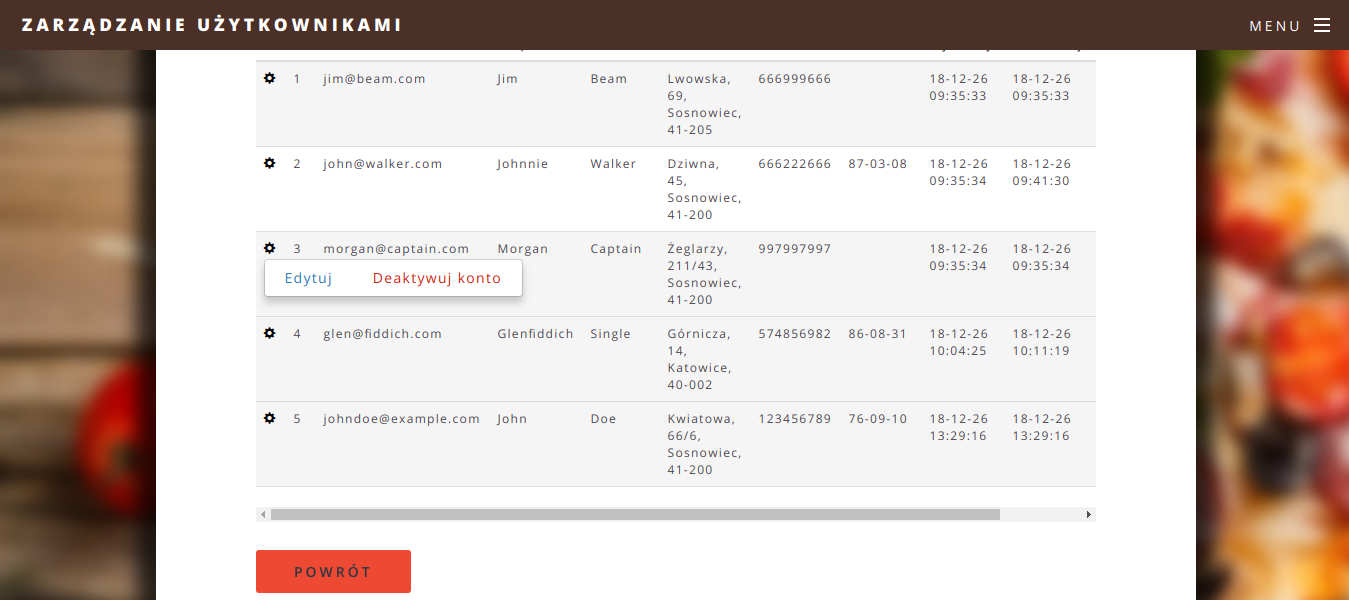 ZARZĄDZANIE UŻYTKOWNIKAMI
MENU
1 jim@beam.com Jim Beam Lwowska, 666999666 18-12-26 18-12-26
69, 09:35:33 09:35:33
Sosnowiec,
41-205
2 john@walker.com Johnnie Walker Dziwna, 666222666 87-03-08 18-12-26 18-12-26
45, 09:35:34 09:41:30
Sosnowiec,
41-200
3 morgan@captain.com Morgan Captain Żeglarzy, 997997997 18-12-26 18-12-26
211/43, 09:35:34 09:35:34
Edytuj Deaktywuj konto
Sosnowiec,
41-200
4 glen@fiddich.com Glenfiddich Single Górnicza, 574856982 86-08-31 18-12-26 18-12-26
14, 10:04:25 10:11:19
Katowice,
40-002
5 johndoe@example.com John Doe Kwiatowa, 123456789 76-09-10 18-12-26 18-12-26
66/6, 13:29:16 13:29:16
Sosnowiec,
41-200
POWRÓT